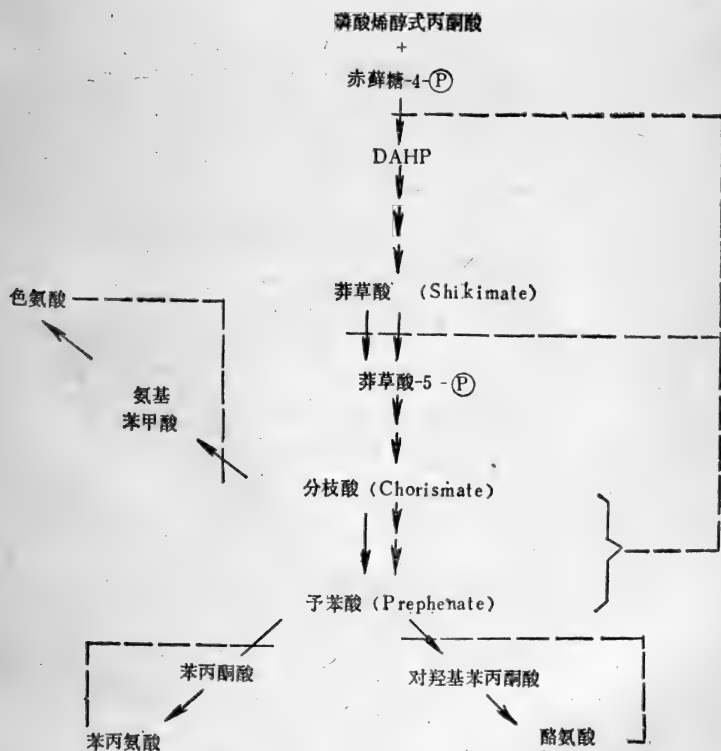 磷酸烯醇式丙酮酸
+
赤藓糖-4-Ⓟ
DAHP
莽草酸 (Shikimate)
色氨酸
莽草酸-5-Ⓟ
氨基
苯甲酸
分枝酸 (Chorismate)
予苯酸 (Prephenate)
苯丙酮酸
对羟基苯丙酮酸
苯丙氨酸
酪氨酸